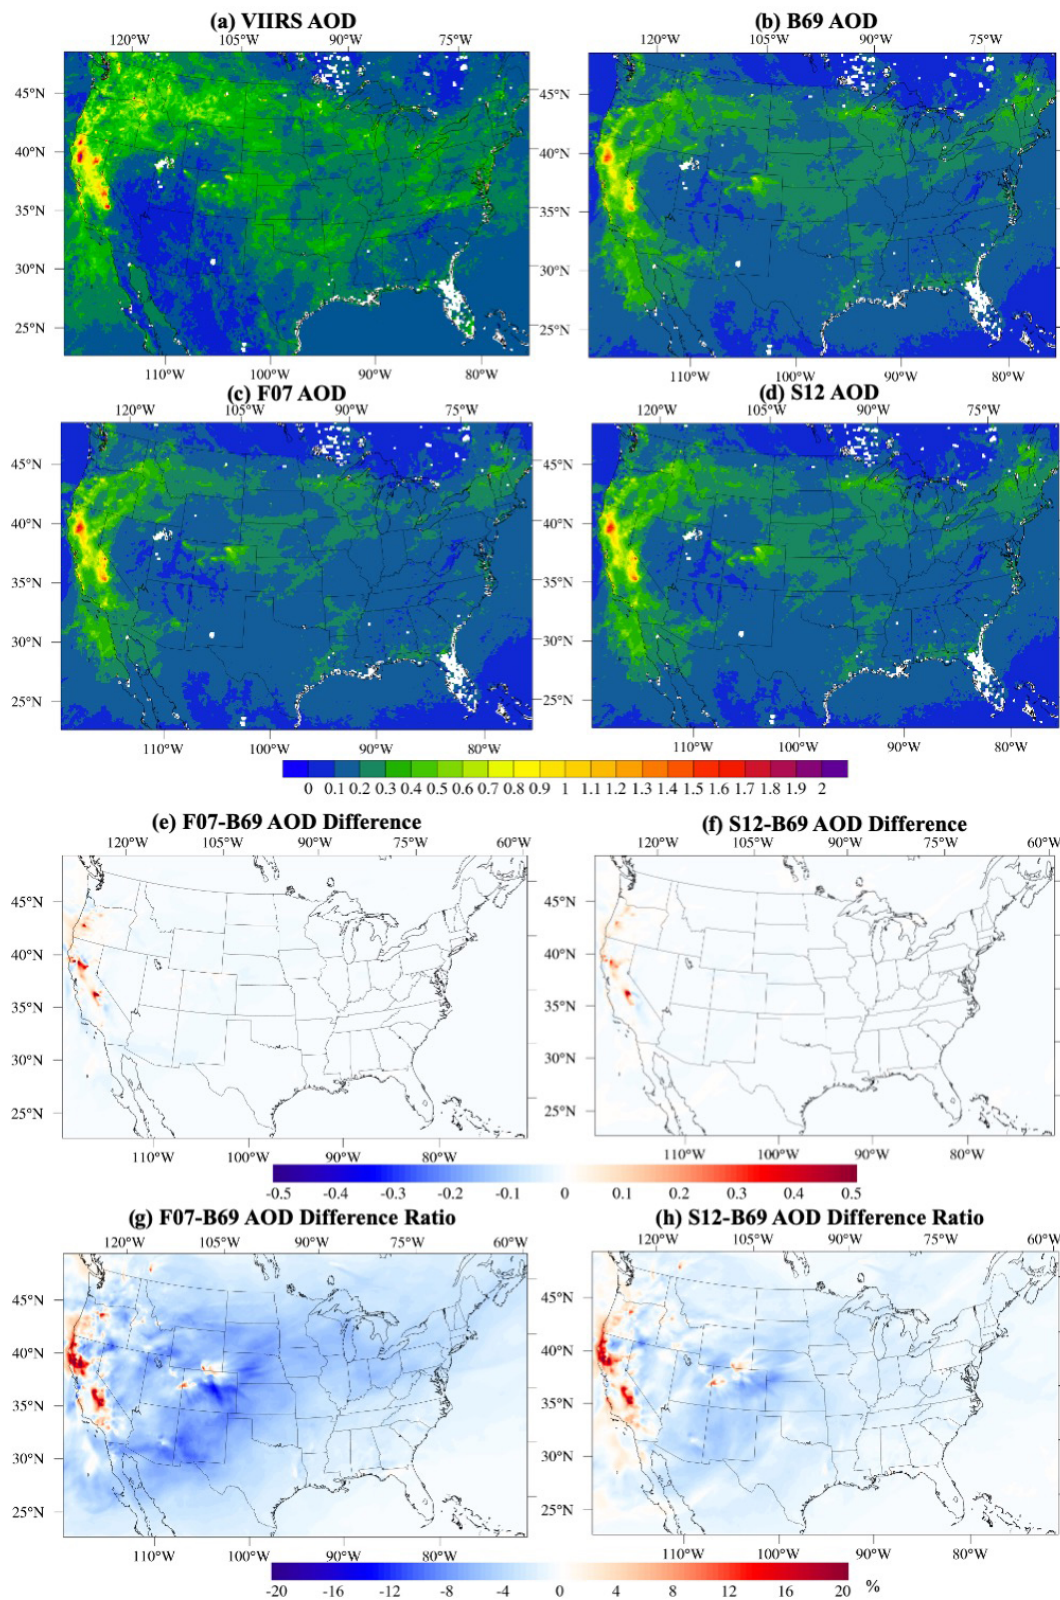 (a) VIIRS AOD
(b) B69 AOD
120°W 105°W 90°W 75°W
120°W 105°W 90°W 75°W
45°N
40°N
35°N
30°N
25°N
45°N
40°N
35°N
30°N
25°N
110°W 100°W 90°W 80°W
110°W 100°W 90°W 80°W
(c) F07 AOD
(d) S12 AOD
120°W 105°W 90°W 75°W
120°W 105°W 90°W 75°W
45°N
40°N
35°N
30°N
25°N
45°N
40°N
35°N
30°N
25°N
110°W 100°W 90°W 80°W
110°W 100°W 90°W 80°W
0 0.1 0.2 0.3 0.4 0.5 0.6 0.7 0.8 0.9 1 1.1 1.2 1.3 1.4 1.5 1.6 1.7 1.8 1.9 2
(e) F07-B69 AOD Difference
(f) S12-B69 AOD Difference
120°W 105°W 90°W 75°W 60°W
120°W 105°W 90°W 75°W 60°W
45°N
40°N
35°N
30°N
25°N
45°N
40°N
35°N
30°N
25°N
110°W 100°W 90°W 80°W
110°W 100°W 90°W 80°W
-0.5 -0.4 -0.3 -0.2 -0.1 0 0.1 0.2 0.3 0.4 0.5
(g) F07-B69 AOD Difference Ratio
(h) S12-B69 AOD Difference Ratio
120°W 105°W 90°W 75°W 60°W
120°W 105°W 90°W 75°W 60°W
45°N
40°N
35°N
30°N
25°N
45°N
40°N
35°N
30°N
25°N
110°W 100°W 90°W 80°W
110°W 100°W 90°W 80°W
-20 -16 -12 -8 -4 0 4 8 12 16 20 %